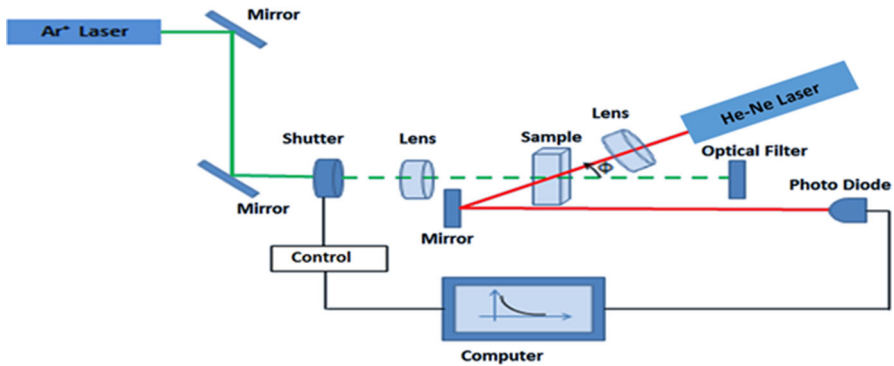 Mirror
Ar⁺ Laser
He-Ne Laser
Lens
Shutter
Lens
Sample
Optical Filter
ø
Photo Diode
Mirror
Mirror
Control
Computer